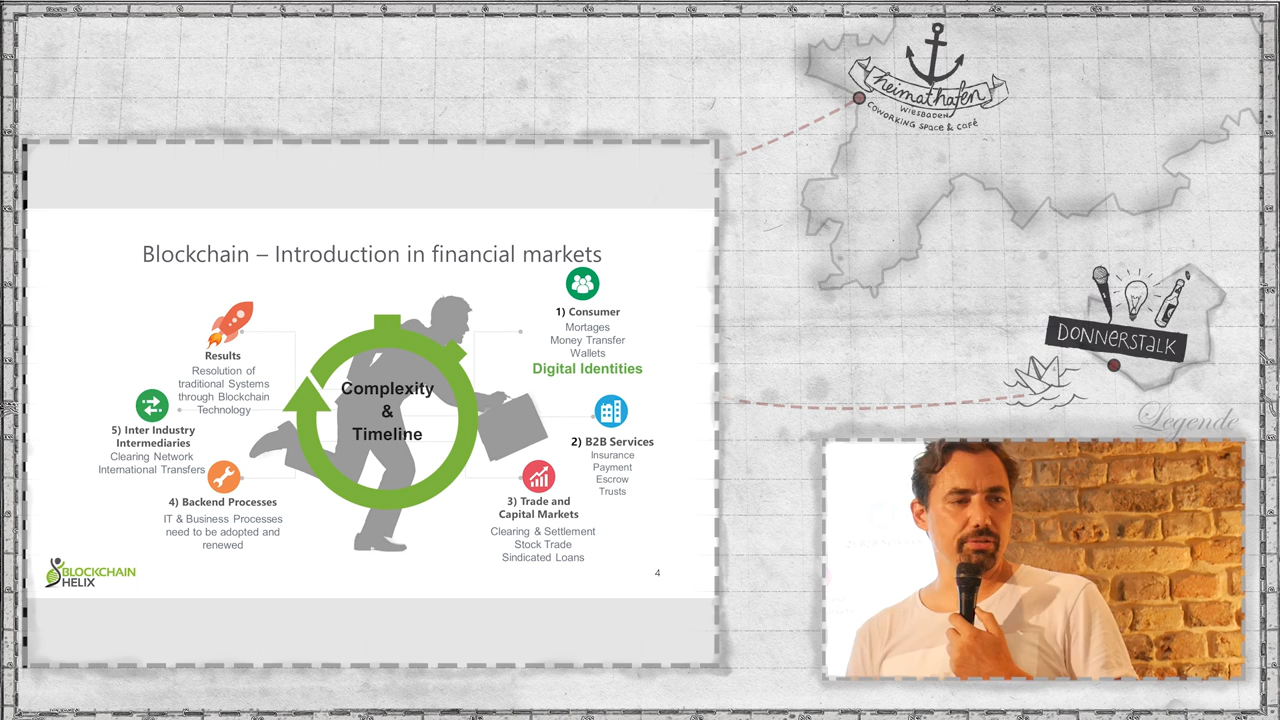 heimathafen
WIESBADEN
COWORKING SPACE & CAFÉ
DONNERSTALK
Legende
Blockchain – Introduction in financial markets
1) Consumer
Mortages
Money Transfer
Wallets
Digital Identities
2) B2B Services
Insurance
Payment
Escrow
Trusts
3) Trade and
Capital Markets
Clearing & Settlement
Stock Trade
Sindicated Loans
4) Backend Processes
IT & Business Processes
need to be adopted and
renewed
5) Inter Industry
Intermediaries
Clearing Network
International Transfers
Results
Resolution of
traditional Systems
through Blockchain
Technology
Complexity
&
Timeline
BLOCKCHAIN
HELIX
4